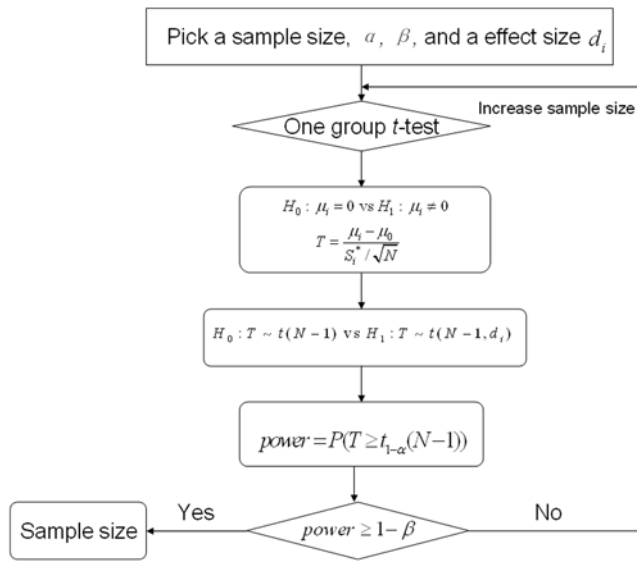 Pick a sample size, α, β, and a effect size dᵢ
Increase sample size
One group t-test
H₀ : μᵢ = 0 vs H₁ : μᵢ ≠ 0
T = (μᵢ − μ₀) / (Sᵢ* / √N)
H₀ : T ~ t(N − 1) vs H₁ : T ~ t(N − 1, dᵢ)
power = P(T ≥ t₁₋α(N−1))
Yes
No
Sample size
power ≥ 1 − β